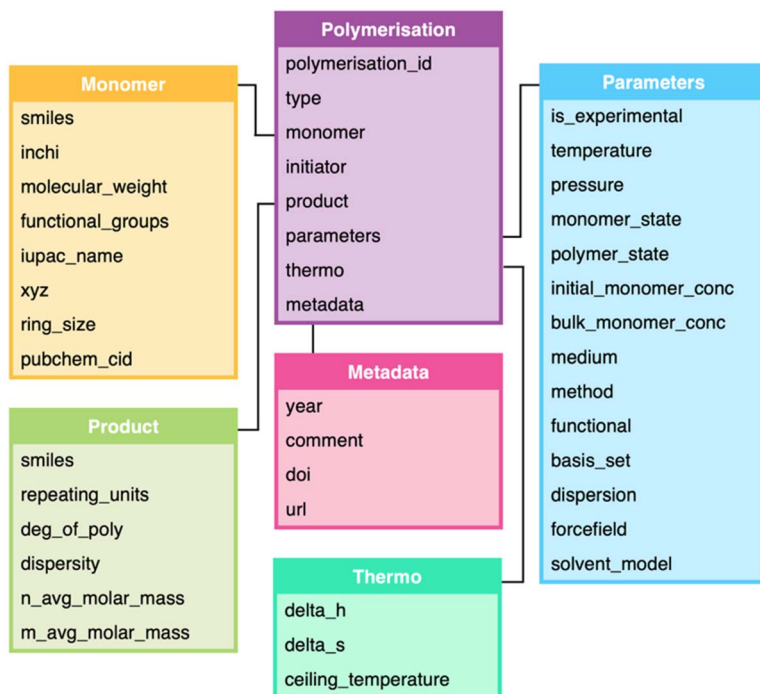 Polymerisation
polymerisation_id
type
monomer
initiator
product
parameters
thermo
metadata
Monomer
smiles
inchi
molecular_weight
functional_groups
iupac_name
xyz
ring_size
pubchem_cid
Parameters
is_experimental
temperature
pressure
monomer_state
polymer_state
initial_monomer_conc
bulk_monomer_conc
medium
method
functional
basis_set
dispersion
forcefield
solvent_model
Metadata
year
comment
doi
url
Product
smiles
repeating_units
deg_of_poly
dispersity
n_avg_molar_mass
m_avg_molar_mass
Thermo
delta_h
delta_s
ceiling_temperature